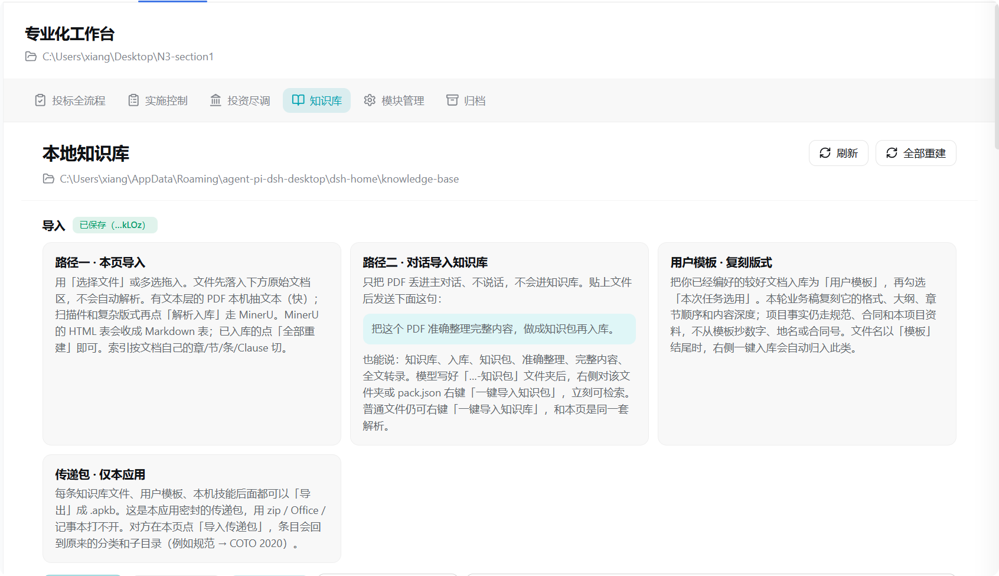 专业化工作台
C:\Users\xiang\Desktop\N3-section1
投标全流程 实施控制 投资尽调 知识库 模块管理 归档
本地知识库
刷新 全部重建
C:\Users\xiang\AppData\Roaming\agent-pi-dsh-desktop\dsh-home\knowledge-base
导入 已保存（...kLOz）
路径一 · 本页导入
用「选择文件」或多选拖入。文件先落入下方原始文档
区，不会自动解析。有文本层的 PDF 本机抽文本（快）；
扫描件和复杂版式再点「解析入库」走 MinerU。MinerU
的 HTML 表会收成 Markdown 表；已入库的点「全部重
建」即可。索引按文档自己的章/节/条/Clause 切。
路径二 · 对话导入知识库
只把 PDF 丢进主对话、不说话，不会进知识库。贴上文件
后发送下面这句：
把这个 PDF 准确整理完整内容，做成知识包再入库。
也能说：知识库、入库、知识包、准确整理、完整内容、
全文转录。模型写好「...-知识包」文件夹后，右侧对该文
件夹或 pack.json 右键「一键导入知识包」，立刻可检索。
普通文件仍可右键「一键导入知识库」，和本页是同一套
解析。
用户模板 · 复刻版式
把你已经编好的较好文档入库为「用户模板」，再勾选
「本次任务选用」。本轮业务稿复刻它的格式、大纲、章
节顺序和内容深度；项目事实仍走规范、合同和本项目资
料，不从模板抄数字、地名或合同号。文件名以「模板」
结尾时，右侧一键入库会自动归入此类。
传递包 · 仅本应用
每条知识库文件、用户模板、本机技能后面都可以「导
出」成 .apkb。这是本应用密封的传递包，用 zip / Office /
记事本打不开。对方在本页点「导入传递包」，条目会回
到原来的分类和子目录（例如规范 → COTO 2020）。